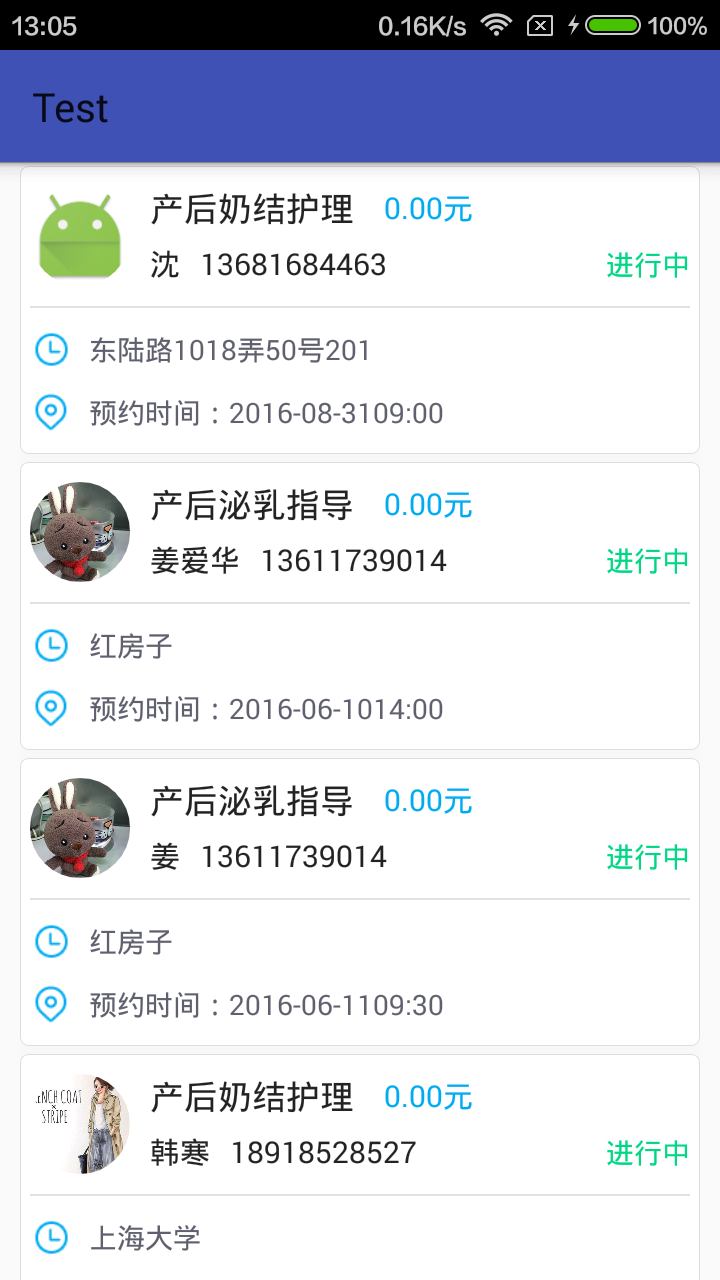 13:05 0.16K/s 100%
Test
产后奶结护理 0.00元
沈 13681684463 进行中
东陆路1018弄50号201
预约时间：2016-08-3109:00
产后泌乳指导 0.00元
姜爱华 13611739014 进行中
红房子
预约时间：2016-06-1014:00
产后泌乳指导 0.00元
姜 13611739014 进行中
红房子
预约时间：2016-06-1109:30
ENCH COAT
×
STRIPE
产后奶结护理 0.00元
韩寒 18918528527 进行中
上海大学